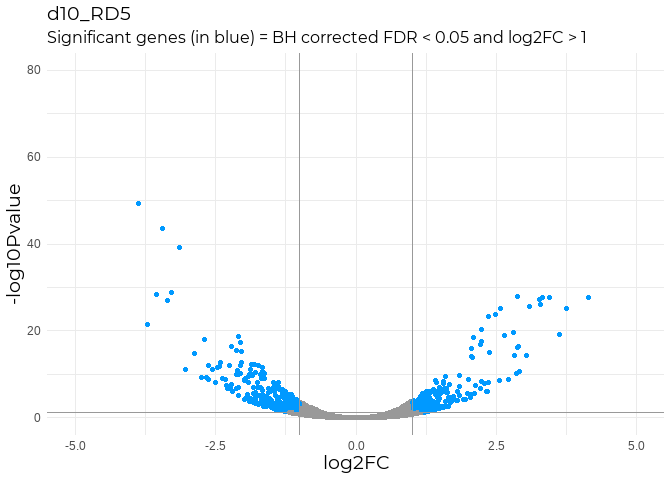 d10_RD5
Significant genes (in blue) = BH corrected FDR < 0.05 and log2FC > 1
80
60
40
20
0
-log10Pvalue
-5.0 -2.5 0.0 2.5 5.0
log2FC